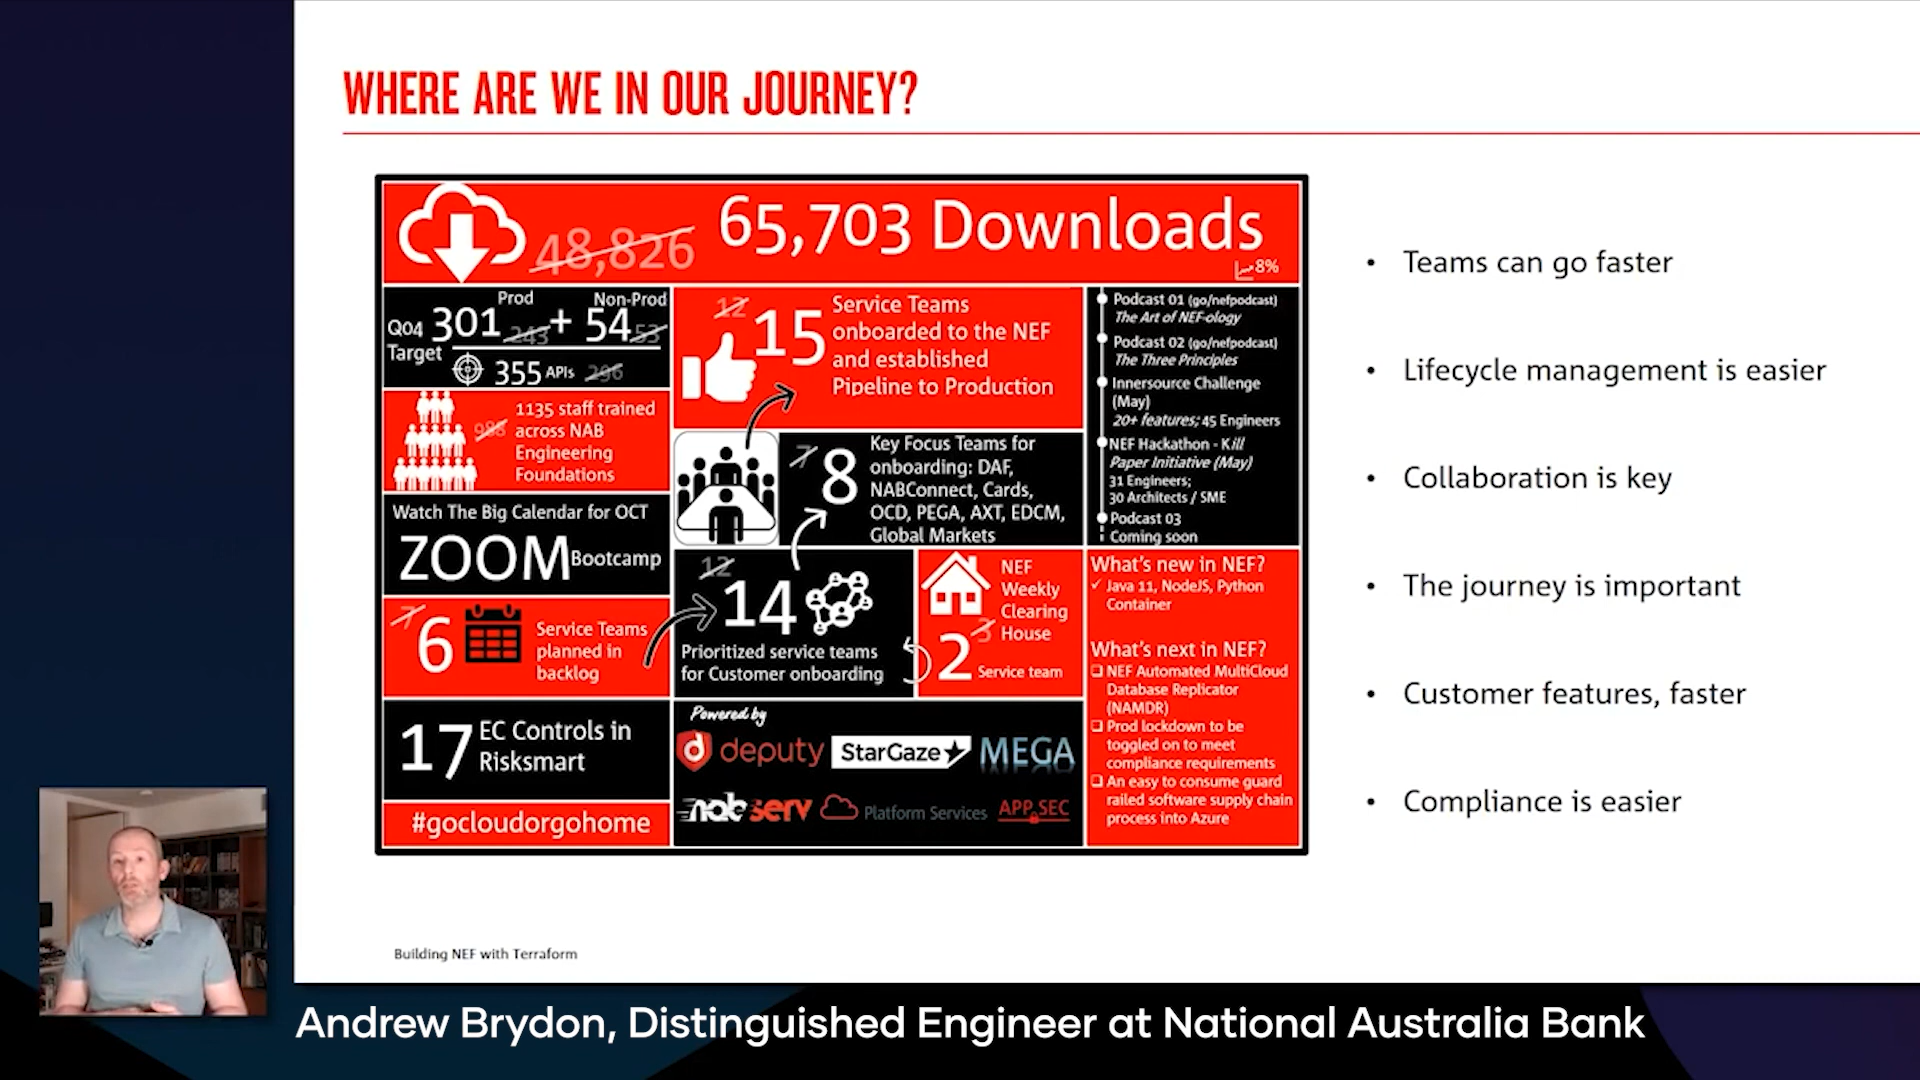 WHERE ARE WE IN OUR JOURNEY?
48,826
65,703 Downloads
8%
Prod
Non-Prod
Q04
Target
301 243 + 54 53
355 APIs 296
988
1135 staff trained
across NAB
Engineering
Foundations
Watch The Big Calendar for OCT
ZOOM Bootcamp
7
6
Service Teams
planned in
backlog
17
EC Controls in
Risksmart
#gocloudorgohome
12
15
Service Teams
onboarded to the NEF
and established
Pipeline to Production
7
8
Key Focus Teams for
onboarding: DAF,
NABConnect, Cards,
OCD, PEGA, AXT, EDCM,
Global Markets
12
14
Prioritized service teams
for Customer onboarding
NEF
Weekly
Clearing
House
3
2 Service team
Powered by
deputy
StarGaze
MEGA
nab serv
Platform Services
APP SEC
Podcast 01 (go/nefpodcast)
The Art of NEF-ology
Podcast 02 (go/nefpodcast)
The Three Principles
Innersource Challenge
(May)
20+ features; 45 Engineers
NEF Hackathon - Kill
Paper Initiative (May)
31 Engineers;
30 Architects / SME
Podcast 03
Coming soon
What's new in NEF?
Java 11, NodeJS, Python
Container
What's next in NEF?
NEF Automated MultiCloud
Database Replicator
(NAMDR)
Prod lockdown to be
toggled on to meet
compliance requirements
An easy to consume guard
railed software supply chain
process into Azure
• Teams can go faster
• Lifecycle management is easier
• Collaboration is key
• The journey is important
• Customer features, faster
• Compliance is easier
Building NEF with Terraform
Andrew Brydon, Distinguished Engineer at National Australia Bank